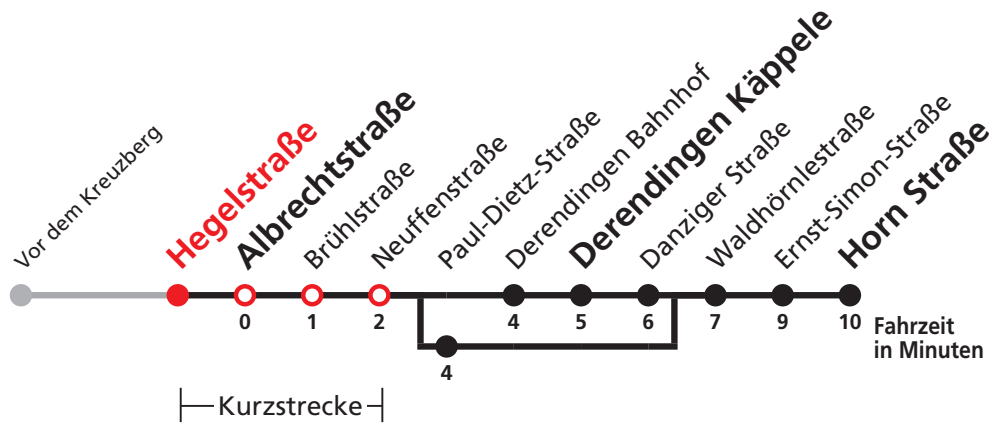 Vor dem Kreuzberg
Hegelstraße
Albrechtstraße
Brühlstraße
Neuffenstraße
Paul-Dietz-Straße
Derendingen Bahnhof
Derendingen Käppele
Danziger Straße
Waldhörnlestraße
Ernst-Simon-Straße
Horn Straße
0 1 2 4 5 6 7 9 10
Fahrzeit
in Minuten
4
Kurzstrecke